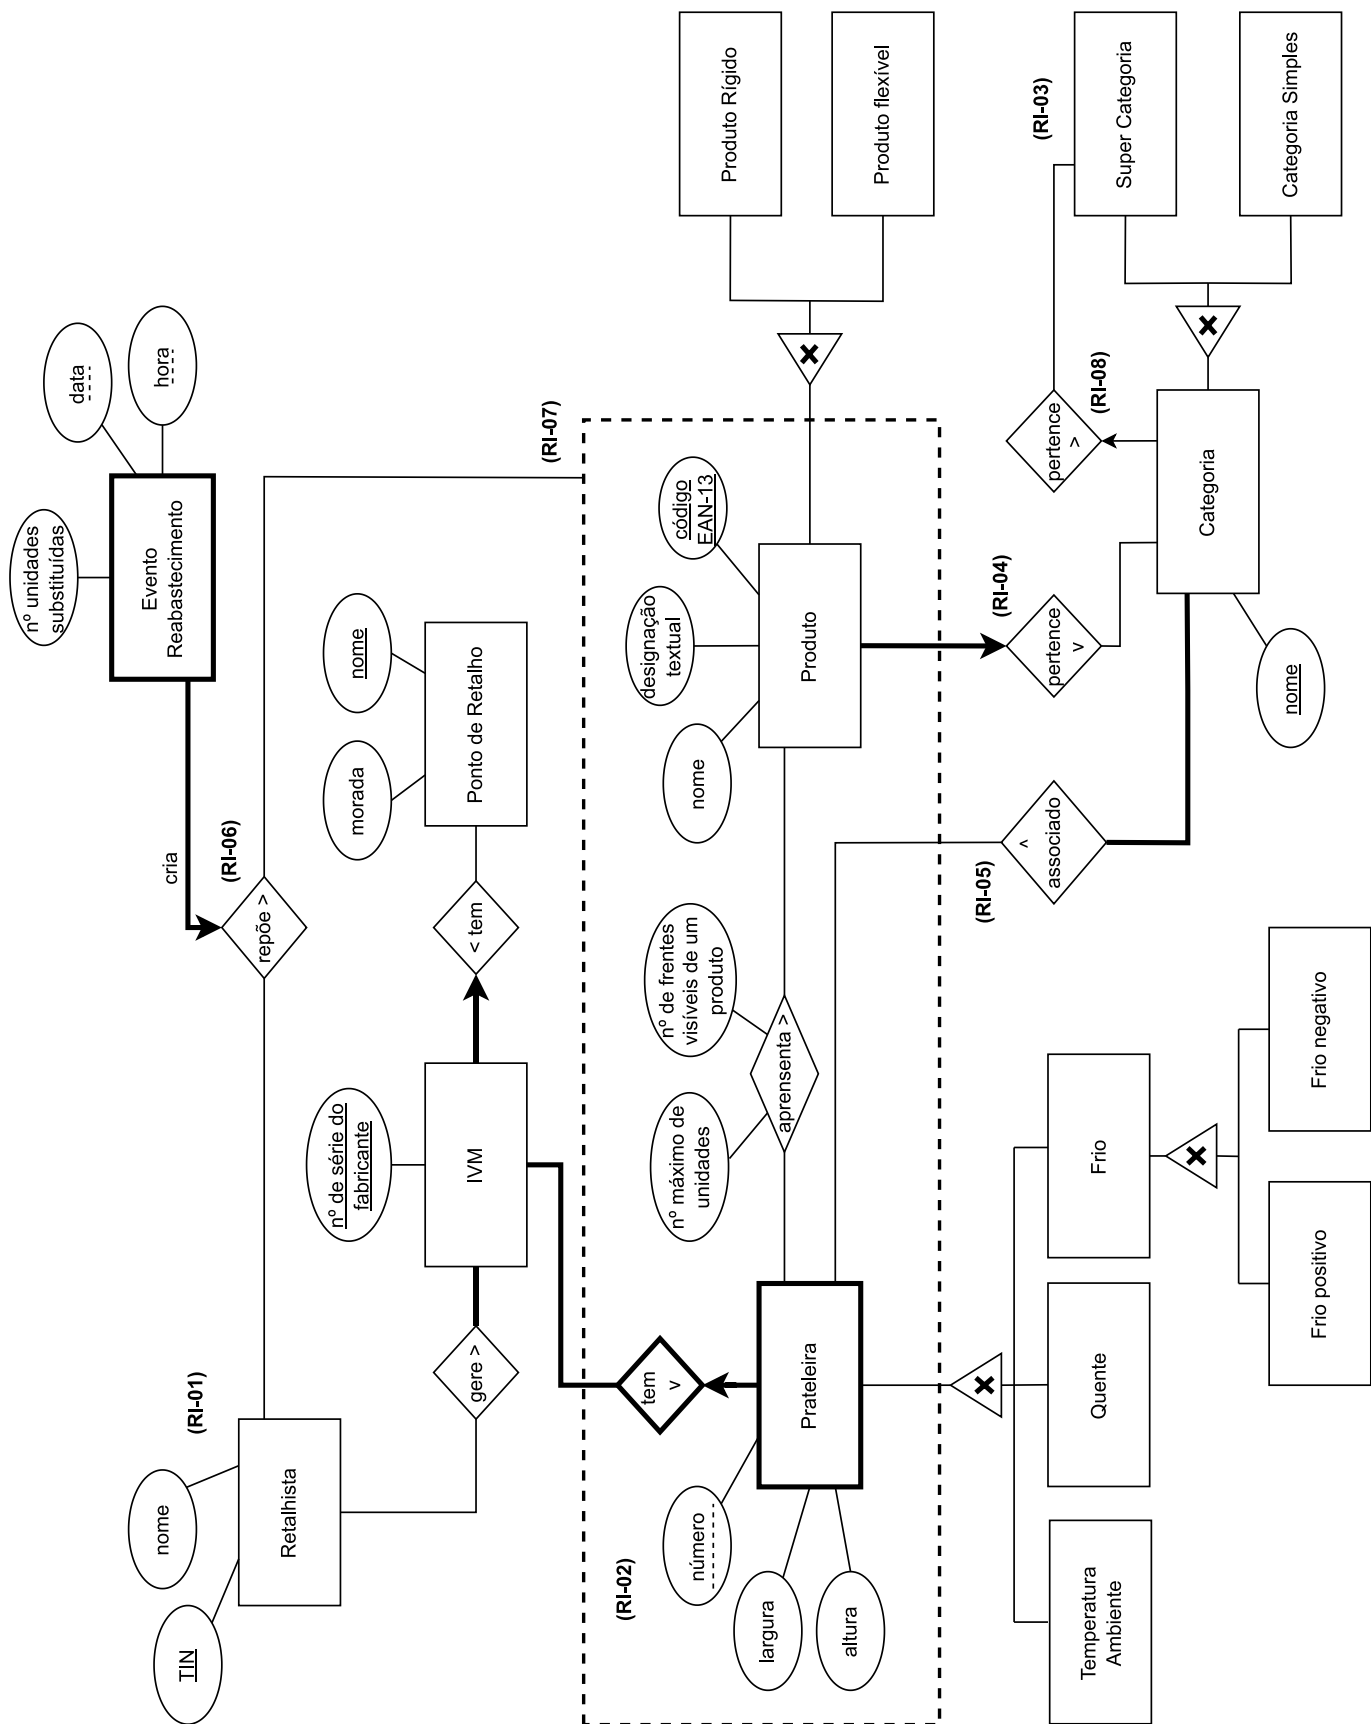 TIN
nome
Retalhista
(RI-01)
nº unidades
substituídas
data
hora
Evento
Reabastecimento
cria
repõe >
(RI-06)
nº de série do
fabricante
morada
nome
gere >
IVM
< tem
Ponto de Retalho
(RI-07)
(RI-02)
tem
v
número
largura
altura
Prateleira
nº máximo de
unidades
nº de frentes
visíveis de um
produto
aprensenta >
nome
designação
textual
código
EAN-13
Produto
Produto Rígido
Produto flexível
(RI-05)
<
associado
(RI-04)
pertence
v
pertence
>
(RI-08)
(RI-03)
Temperatura
Ambiente
Quente
Frio
Frio positivo
Frio negativo
nome
Categoria
Super Categoria
Categoria Simples